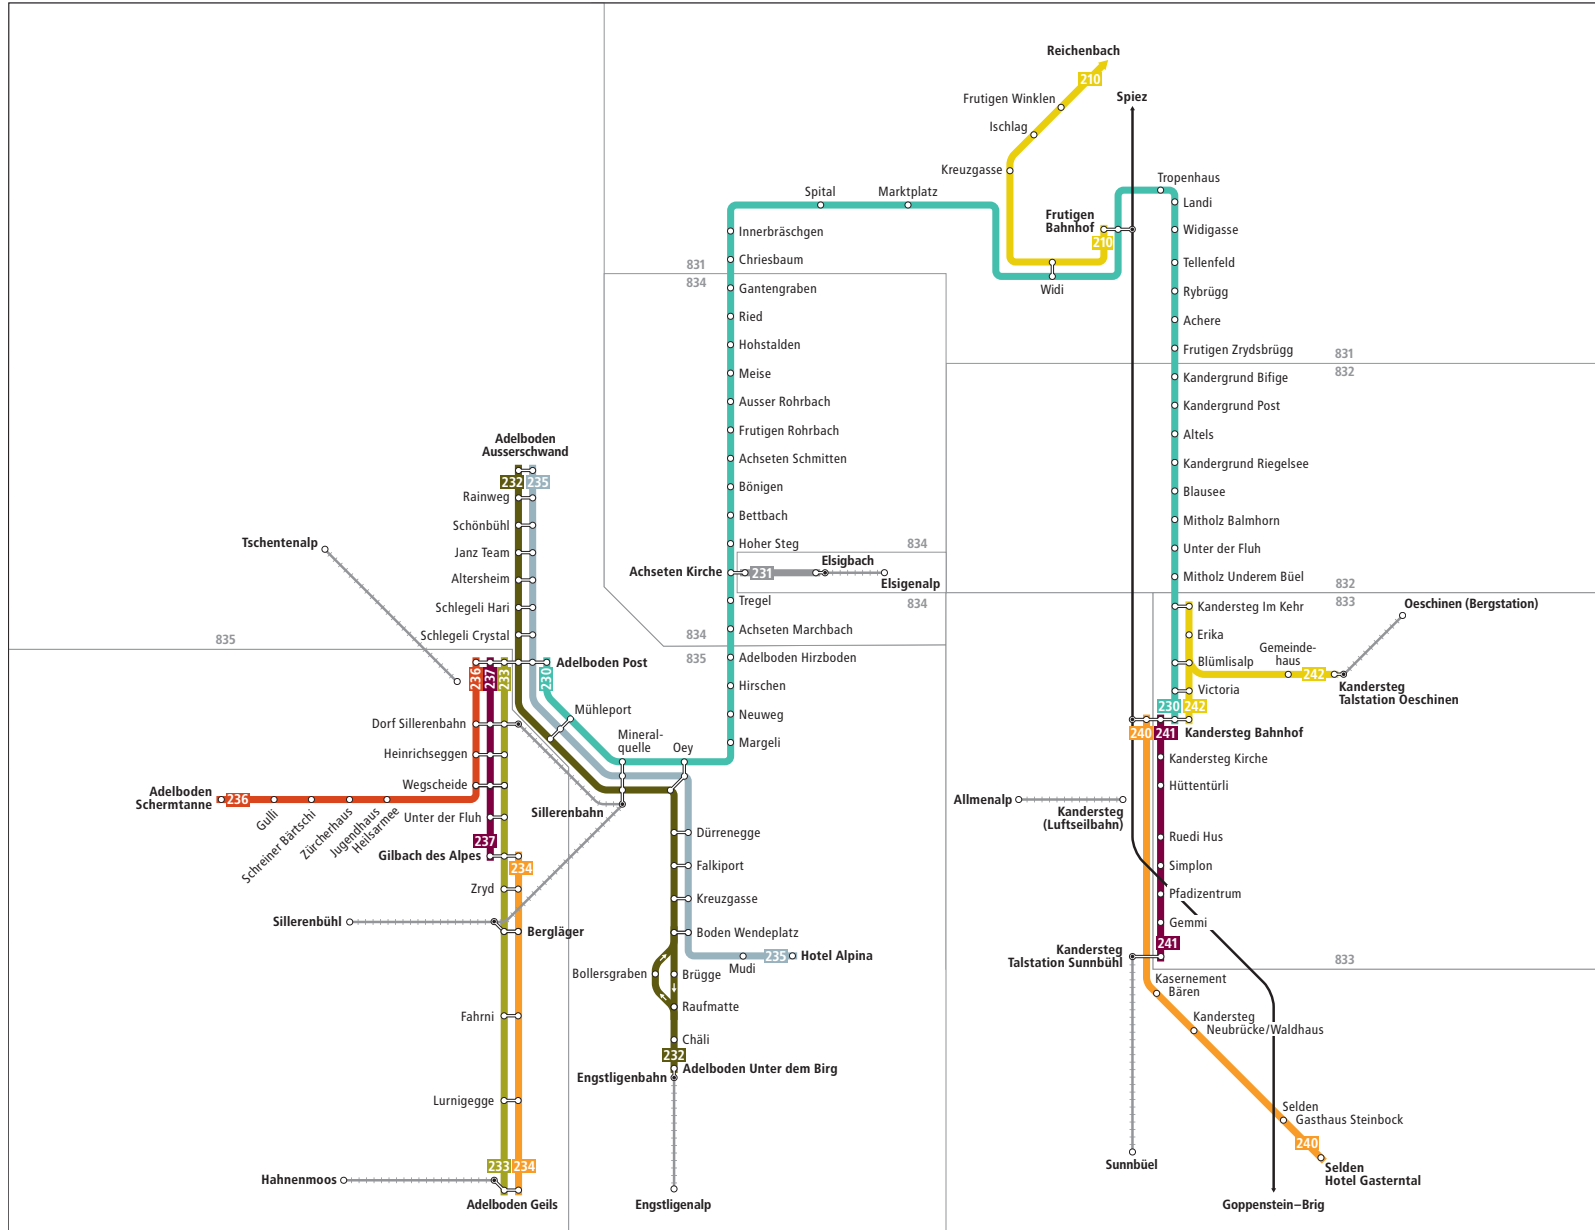 Reichenbach
210
Frutigen Winklen
Spiez
Ischlag
Kreuzgasse
Tropenhaus
Spital
Marktplatz
Landi
Frutigen
Bahnhof
Widigasse
210
Innerbräschgen
Chriesbaum
Tellenfeld
831
834
Gantengraben
Widi
Rybrügg
Ried
Achere
Hohstalden
Frutigen Zrydsbrügg
831
832
Meise
Kandergrund Bifige
Ausser Rohrbach
Kandergrund Post
Frutigen Rohrbach
Altels
Adelboden
Ausserschwand
Achseten Schmitten
Kandergrund Riegelsee
232
235
Bönigen
Blausee
Rainweg
Bettbach
Mitholz Balmhorn
Schönbühl
Tschentenalp
Hoher Steg
834
Unter der Fluh
Janz Team
Achseten Kirche
231
Elsigbach
Elsigenalp
Mitholz Underem Büel
832
833
Altersheim
Tregel
834
Kandersteg Im Kehr
Oeschinen (Bergstation)
Schlegeli Hari
Achseten Marchbach
834
835
Erika
Schlegeli Crystal
835
Adelboden Post
Adelboden Hirzboden
Blümlisalp
Gemeinde-
haus
242
Kandersteg
Talstation Oeschinen
236
237
233
230
Hirschen
Victoria
230
242
Mühleport
Neuweg
Dorf Sillerenbahn
240
241
Kandersteg Bahnhof
Mineral-
quelle
Oey
Margeli
Heinrichseggen
Kandersteg Kirche
Wegscheide
Hüttentürli
Adelboden
Schermtanne
236
Gulli
Schreiner Bärtschi
Zürcherhaus
Jugendhaus
Heilsarmee
Sillerenbahn
Allmenalp
Kandersteg
(Luftseilbahn)
Unter der Fluh
237
Dürrenegge
Ruedi Hus
Gilbach des Alpes
234
Falkiport
Simplon
Zryd
Kreuzgasse
Pfadizentrum
Sillerenbühl
Bergläger
Boden Wendeplatz
Gemmi
241
Kandersteg
Talstation Sunnbühl
Mudi
235
Hotel Alpina
833
Bollersgraben
Brügge
Kasernement
Bären
Raufmatte
Fahrni
Kandersteg
Neubrücke/Waldhaus
Chäli
232
Adelboden Unter dem Birg
Engstligenbahn
Lurnigegge
Selden
Gasthaus Steinbock
240
233
234
Sunnbüel
Selden
Hotel Gasterntal
Hahnenmoos
Adelboden Geils
Engstligenalp
Goppenstein–Brig